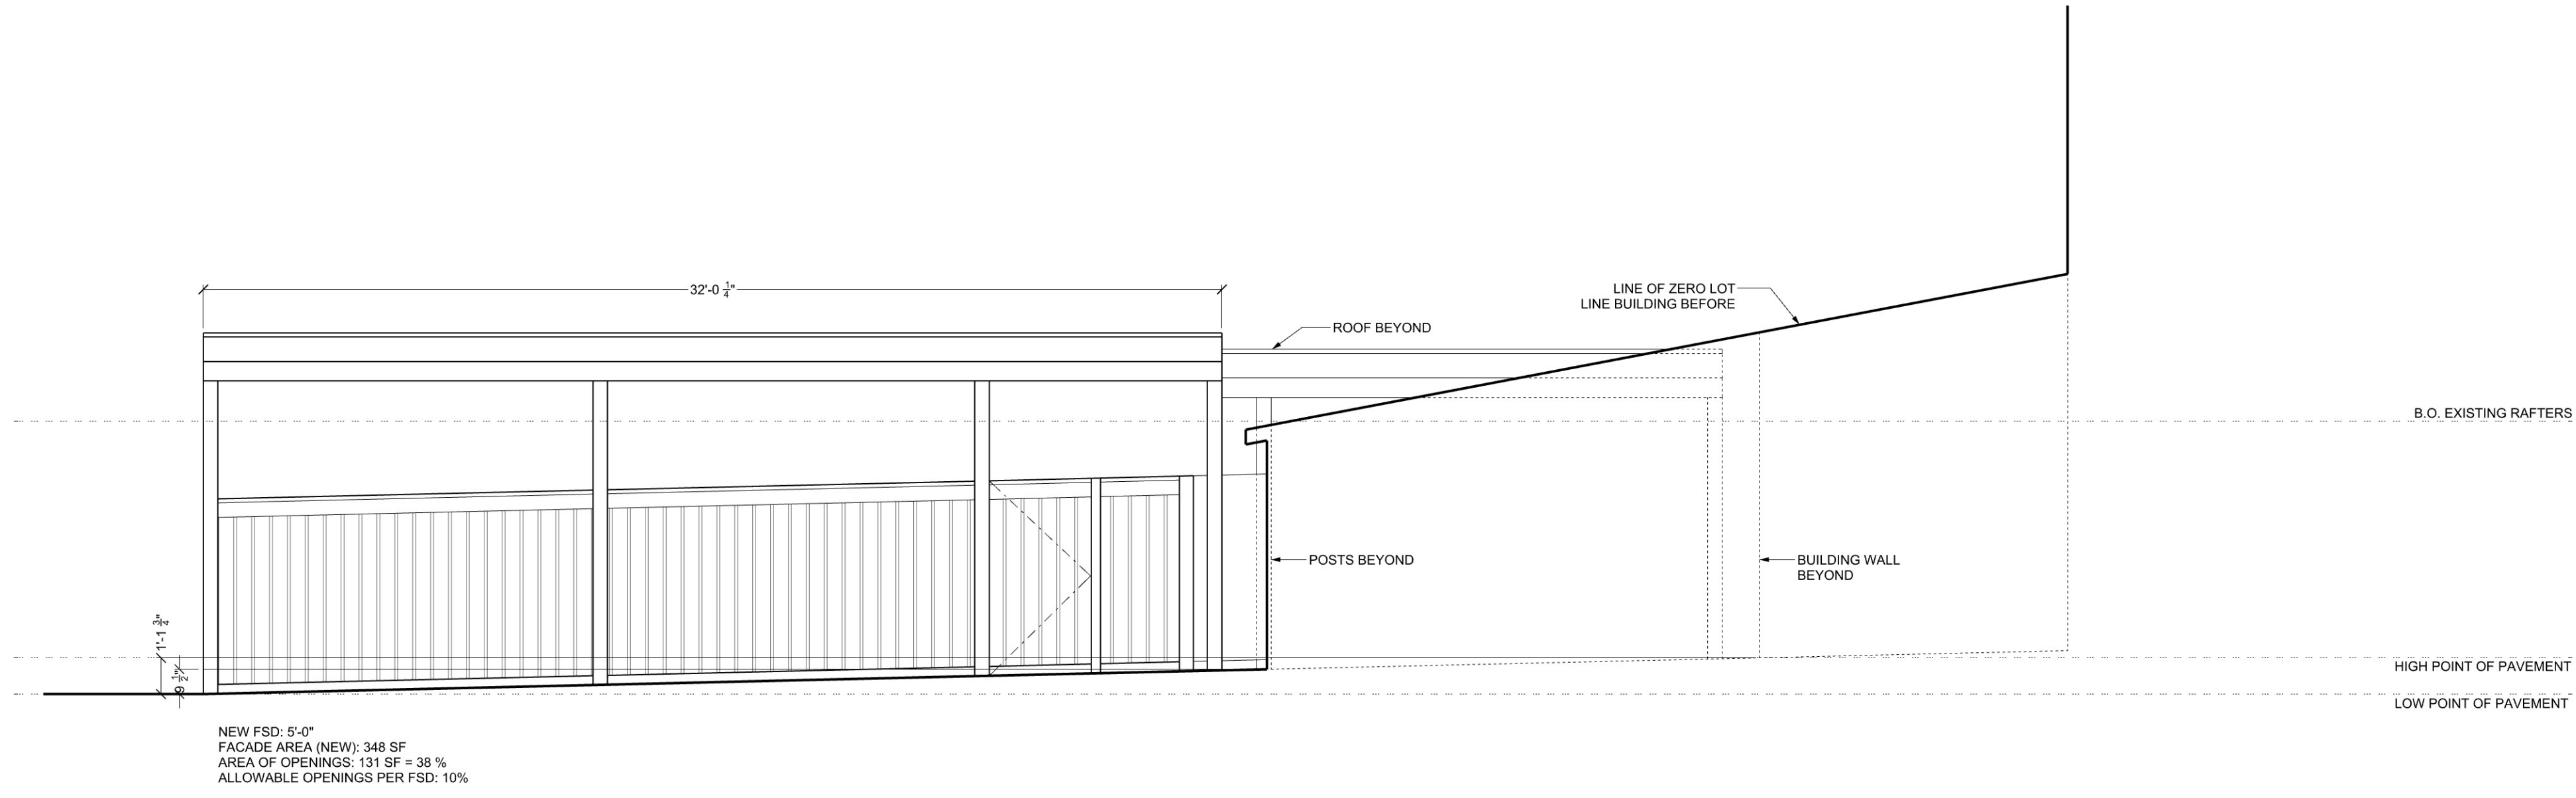 32'-0 1/4"
LINE OF ZERO LOT
LINE BUILDING BEFORE
ROOF BEYOND
B.O. EXISTING RAFTERS
POSTS BEYOND
BUILDING WALL
BEYOND
1'-1 3/4"
9 1/2"
HIGH POINT OF PAVEMENT
LOW POINT OF PAVEMENT
NEW FSD: 5'-0"
FACADE AREA (NEW): 348 SF
AREA OF OPENINGS: 131 SF = 38 %
ALLOWABLE OPENINGS PER FSD: 10%